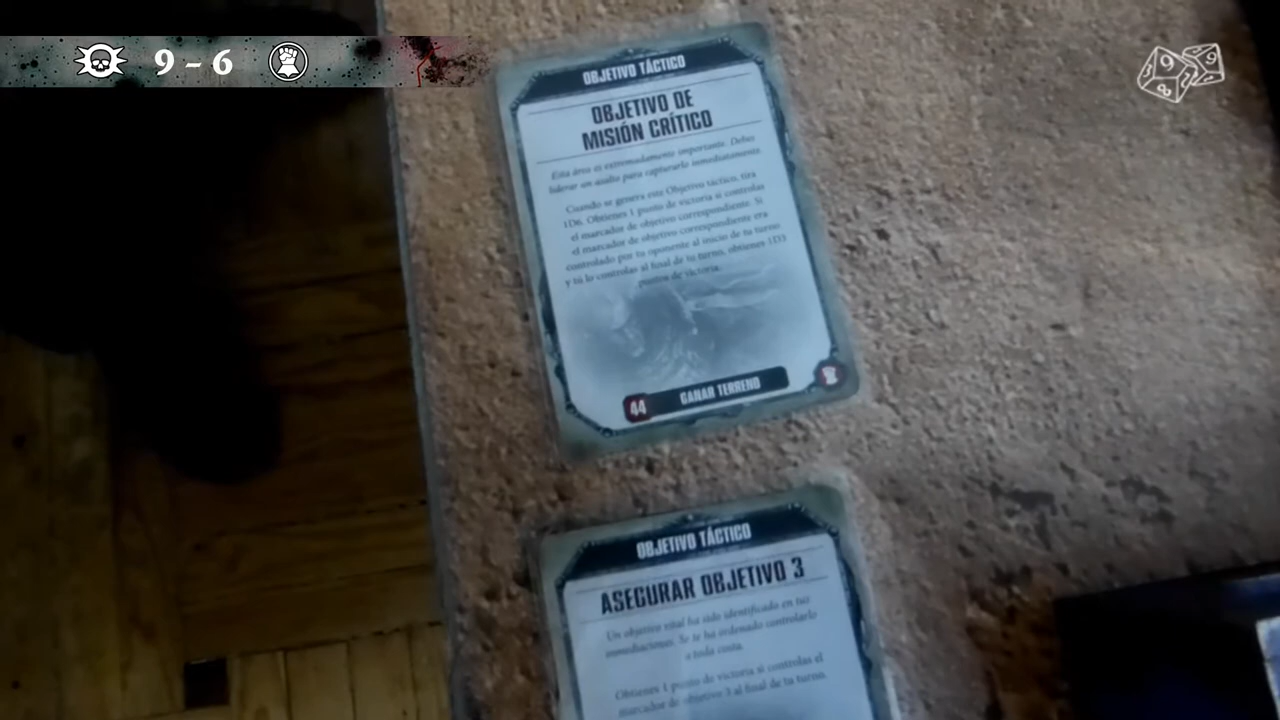 9 - 6
9 9 8
OBJETIVO TÁCTICO
OBJETIVO DE
MISIÓN CRÍTICO
Esta área es extremadamente importante. Debes
liderar un asalto para capturarlo inmediatamente.
Cuando se genera este Objetivo táctico, tira
1D6. Obtienes 1 punto de victoria si controlas
el marcador de objetivo correspondiente. Si
el marcador de objetivo correspondiente era
controlado por tu oponente al inicio de tu turno
y tú lo controlas al final de tu turno, obtienes 1D3
puntos de victoria.
44 GANAR TERRENO
OBJETIVO TÁCTICO
ASEGURAR OBJETIVO 3
Un objetivo vital ha sido identificado en tus
inmediaciones. Se te ha ordenado controlarlo
a toda costa.
Obtienes 1 punto de victoria si controlas el
marcador de objetivo 3 al final de tu turno.